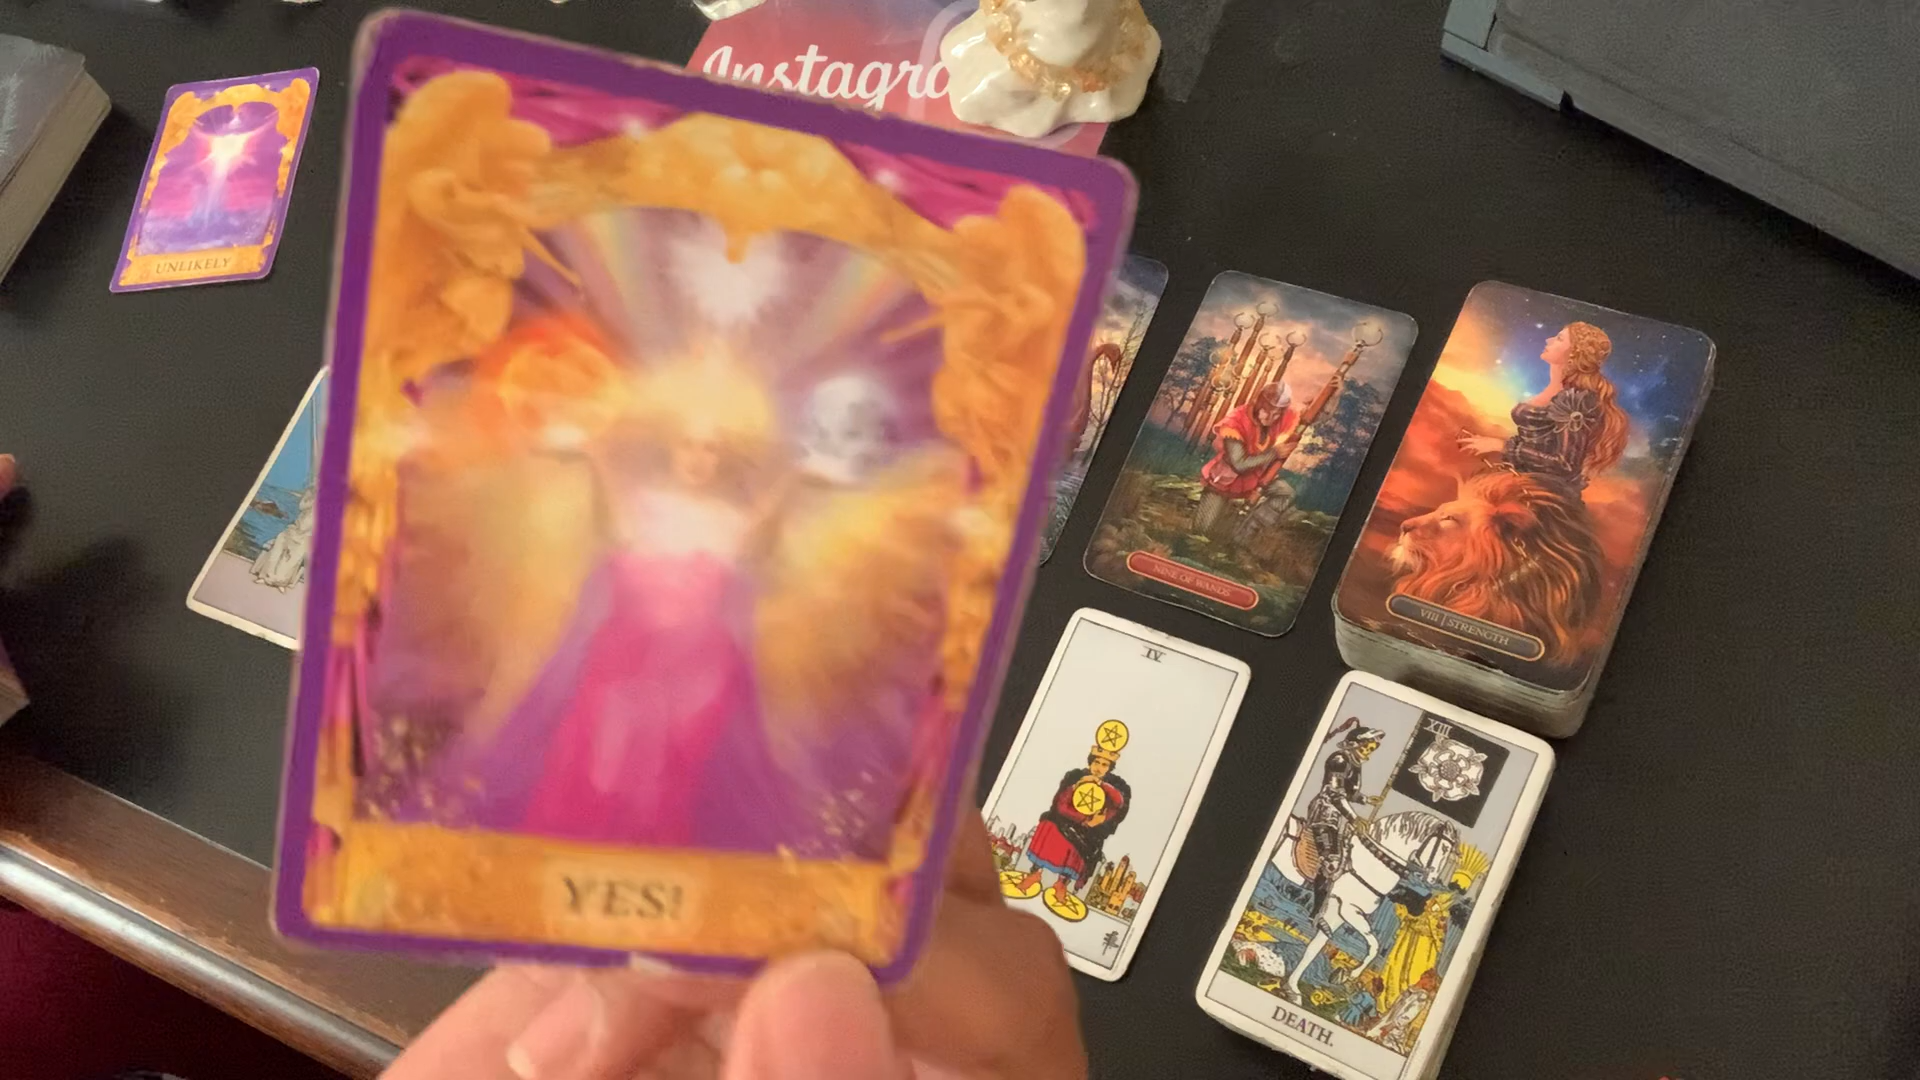 Instagra
UNLIKELY
NINE OF WANDS
VIII | STRENGTH
IV
XIII
YES!
DEATH.